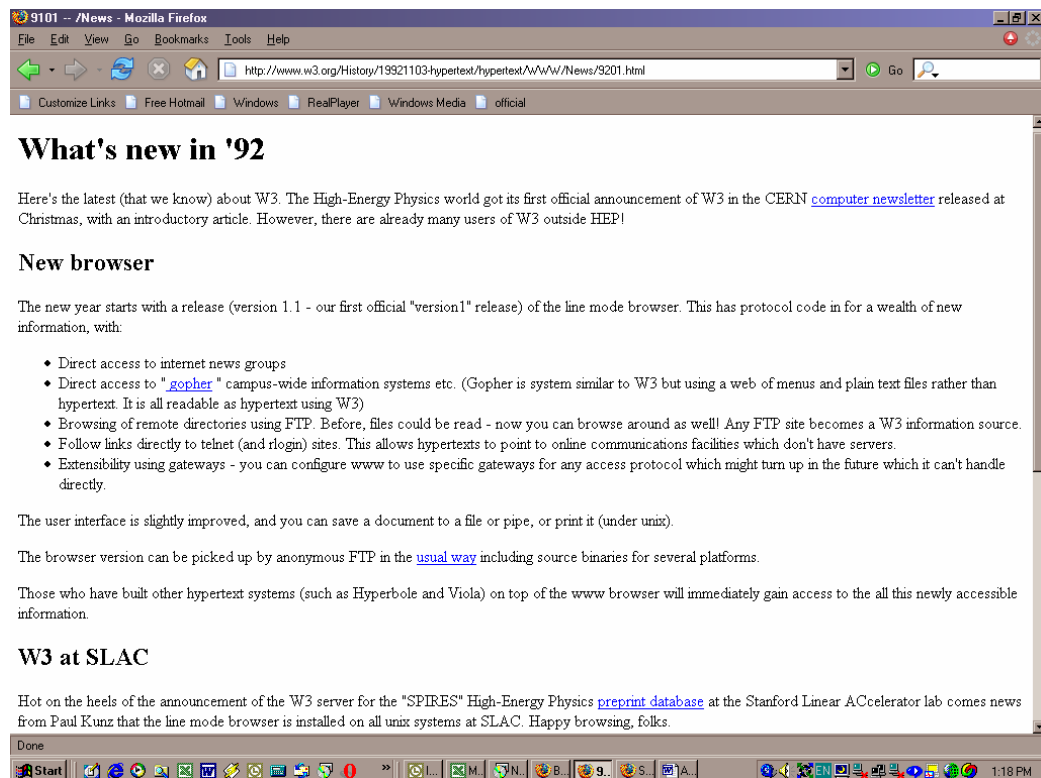 9101 -- /News - Mozilla Firefox
File Edit View Go Bookmarks Tools Help
http://www.w3.org/History/19921103-hypertext/hypertext/WWW/News/9201.html Go
Customize Links Free Hotmail Windows RealPlayer Windows Media official
What's new in '92
Here's the latest (that we know) about W3. The High-Energy Physics world got its first official announcement of W3 in the CERN computer newsletter released at
Christmas, with an introductory article. However, there are already many users of W3 outside HEP!
New browser
The new year starts with a release (version 1.1 - our first official "version1" release) of the line mode browser. This has protocol code in for a wealth of new
information, with:
Direct access to internet news groups
Direct access to " gopher " campus-wide information systems etc. (Gopher is system similar to W3 but using a web of menus and plain text files rather than
hypertext. It is all readable as hypertext using W3)
Browsing of remote directories using FTP. Before, files could be read - now you can browse around as well! Any FTP site becomes a W3 information source.
Follow links directly to telnet (and rlogin) sites. This allows hypertexts to point to online communications facilities which don't have servers.
Extensibility using gateways - you can configure www to use specific gateways for any access protocol which might turn up in the future which it can't handle
directly.
The user interface is slightly improved, and you can save a document to a file or pipe, or print it (under unix).
The browser version can be picked up by anonymous FTP in the usual way including source binaries for several platforms.
Those who have built other hypertext systems (such as Hyperbole and Viola) on top of the www browser will immediately gain access to the all this newly accessible
information.
W3 at SLAC
Hot on the heels of the announcement of the W3 server for the "SPIRES" High-Energy Physics preprint database at the Stanford Linear ACcelerator lab comes news
from Paul Kunz that the line mode browser is installed on all unix systems at SLAC. Happy browsing, folks.
Done
Start » I... M.. N.. B.. 9.. S.. A... EN 1:18 PM